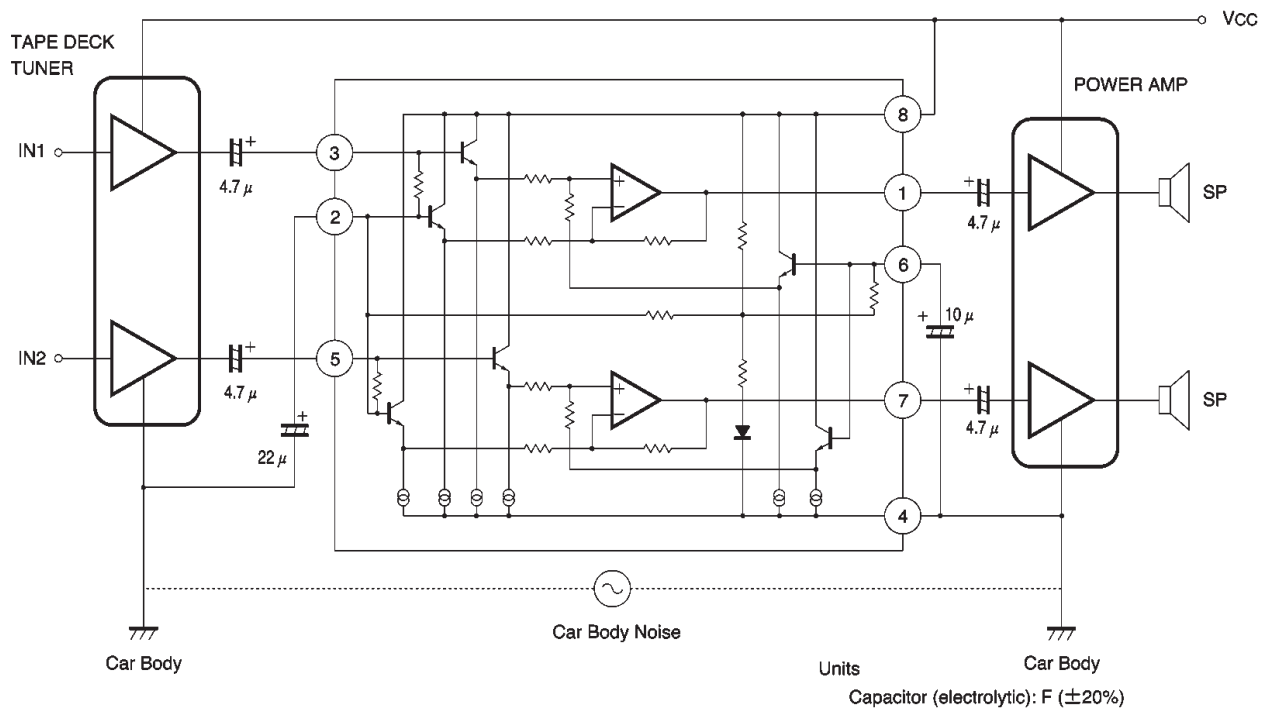 VCC
TAPE DECK
TUNER
POWER AMP
8
IN1
3
+
4.7 μ
+
−
1
+
4.7 μ
SP
2
6
+
10 μ
IN2
5
+
4.7 μ
+
−
7
+
4.7 μ
SP
+
22 μ
4
Car Body Noise
Car Body
Car Body
Units
Capacitor (electrolytic): F (±20%)